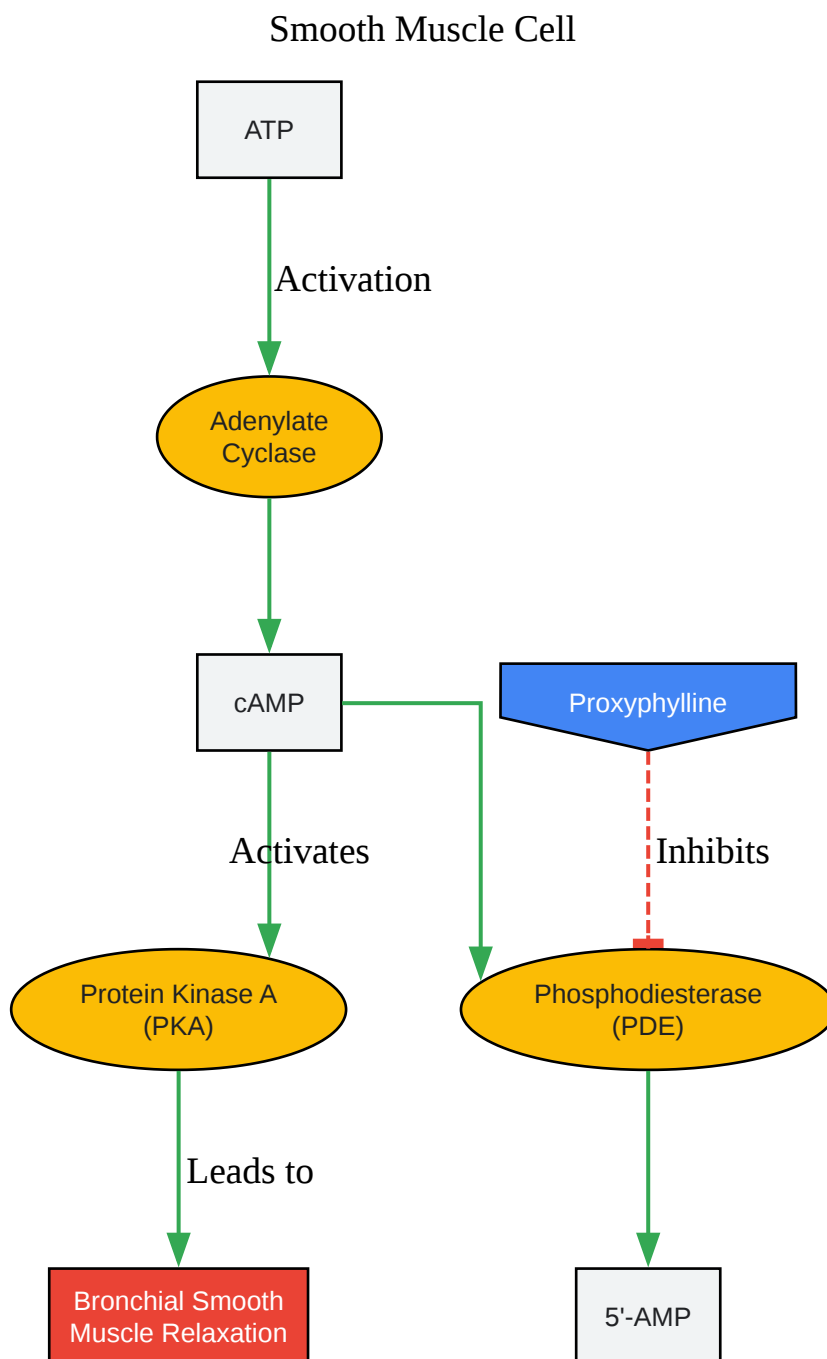 Smooth Muscle Cell
ATP
Activation
Adenylate
Cyclase
cAMP
Proxyphylline
Activates
Inhibits
Protein Kinase A
(PKA)
Phosphodiesterase
(PDE)
Leads to
Bronchial Smooth
Muscle Relaxation
5'-AMP